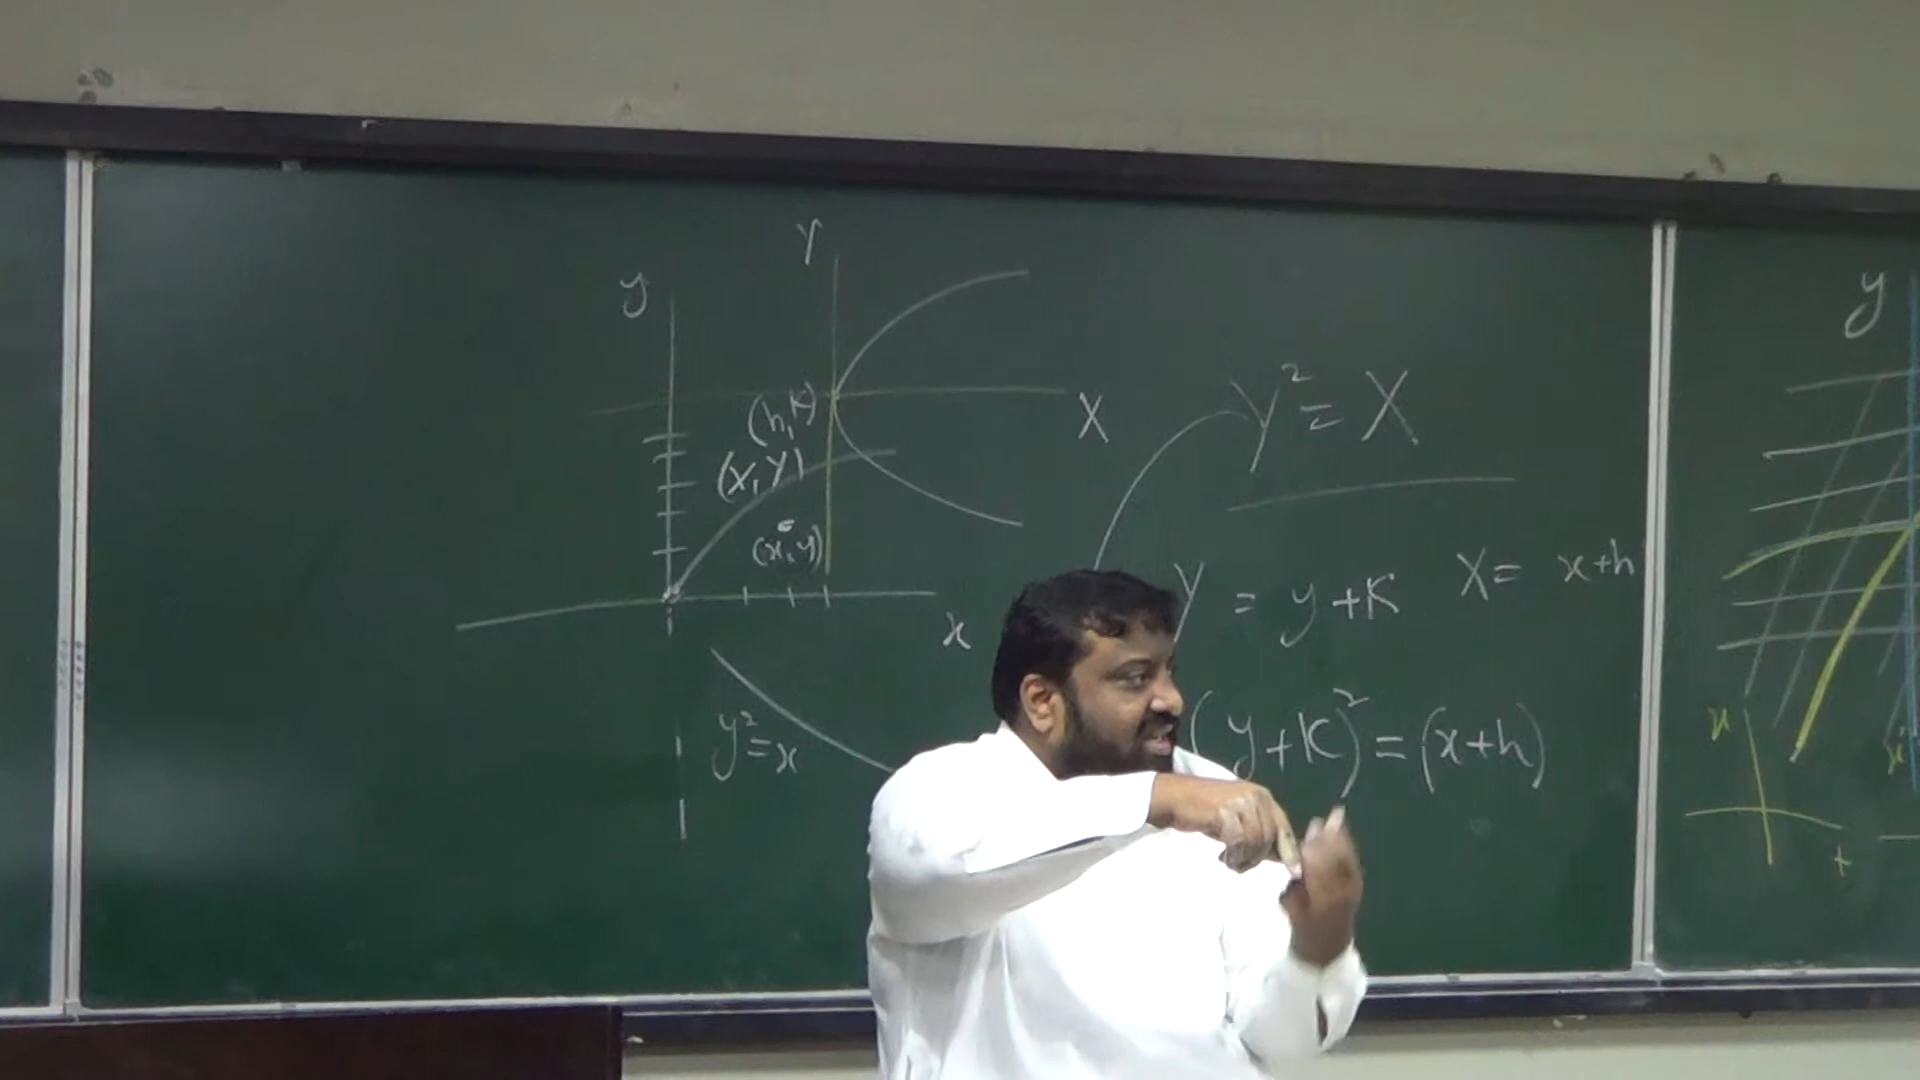 Y
y
(h, K)
X
(X, Y)
(x, y)
x
y² = x
Y² = X
Y = y + K
X = x + h
(y + K)² = (x + h)
y
x
t